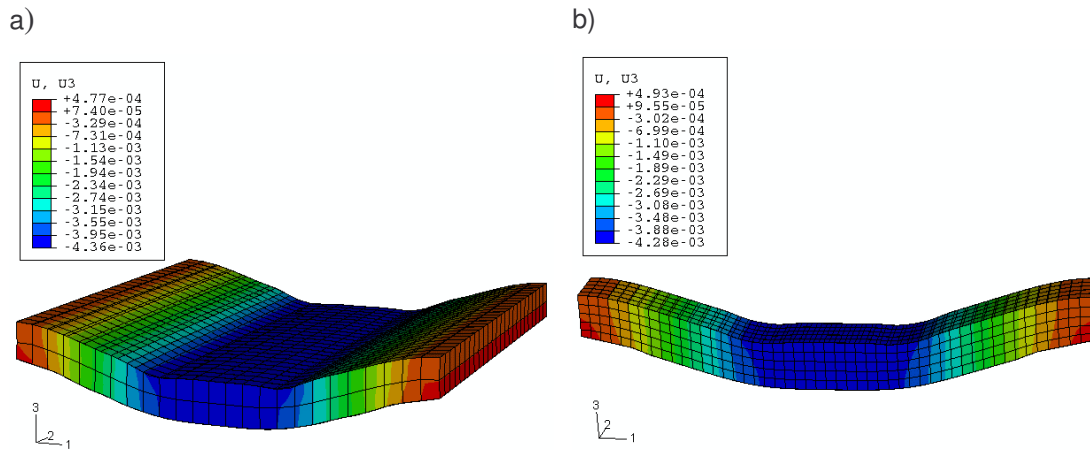 a)
b)
U, U3
+4.77e-04
+7.40e-05
-3.29e-04
-7.31e-04
-1.13e-03
-1.54e-03
-1.94e-03
-2.34e-03
-2.74e-03
-3.15e-03
-3.55e-03
-3.95e-03
-4.36e-03
U, U3
+4.93e-04
+9.55e-05
-3.02e-04
-6.99e-04
-1.10e-03
-1.49e-03
-1.89e-03
-2.29e-03
-2.69e-03
-3.08e-03
-3.48e-03
-3.88e-03
-4.28e-03
3
2
1
3
2
1